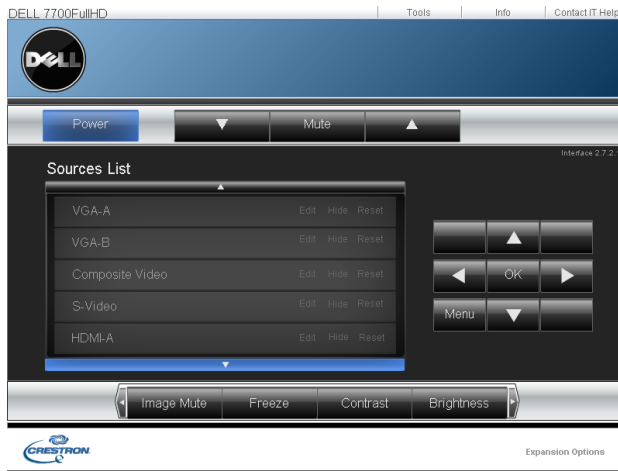 DELL 7700FullHD
Tools Info Contact IT Help
DELL
Power Mute
Interface 2.7.2.
Sources List
VGA-A Edit Hide Reset
VGA-B Edit Hide Reset
Composite Video Edit Hide Reset
S-Video Edit Hide Reset
HDMI-A Edit Hide Reset
OK
Menu
Image Mute Freeze Contrast Brightness
CRESTRON
Expansion Options